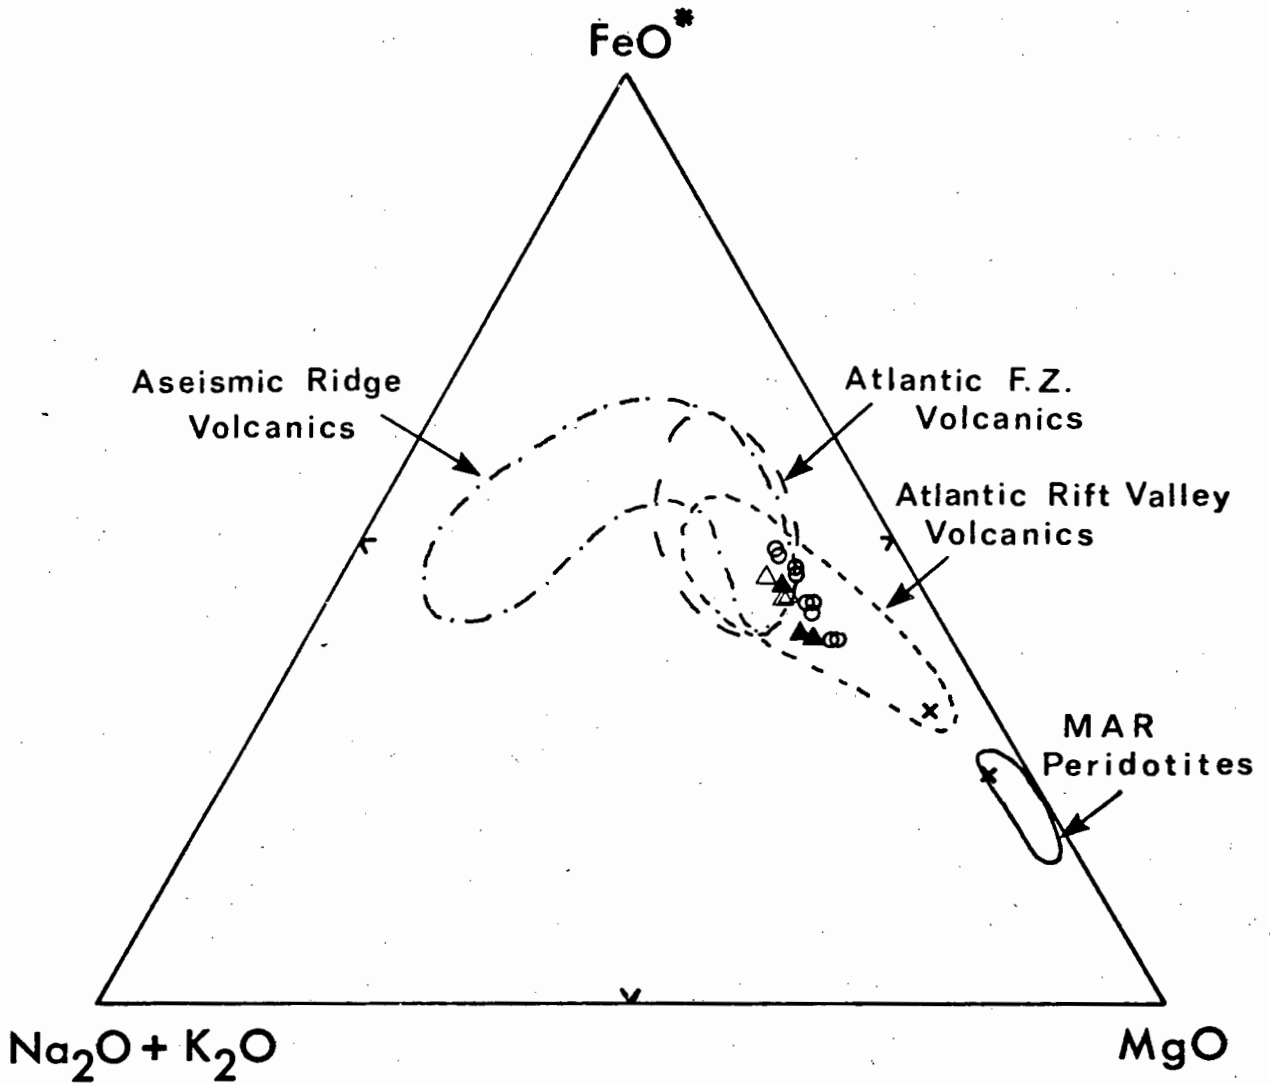 FeO*
Aseismic Ridge
Volcanics
Atlantic F.Z.
Volcanics
Atlantic Rift Valley
Volcanics
MAR
Peridotites
Na₂O + K₂O
MgO